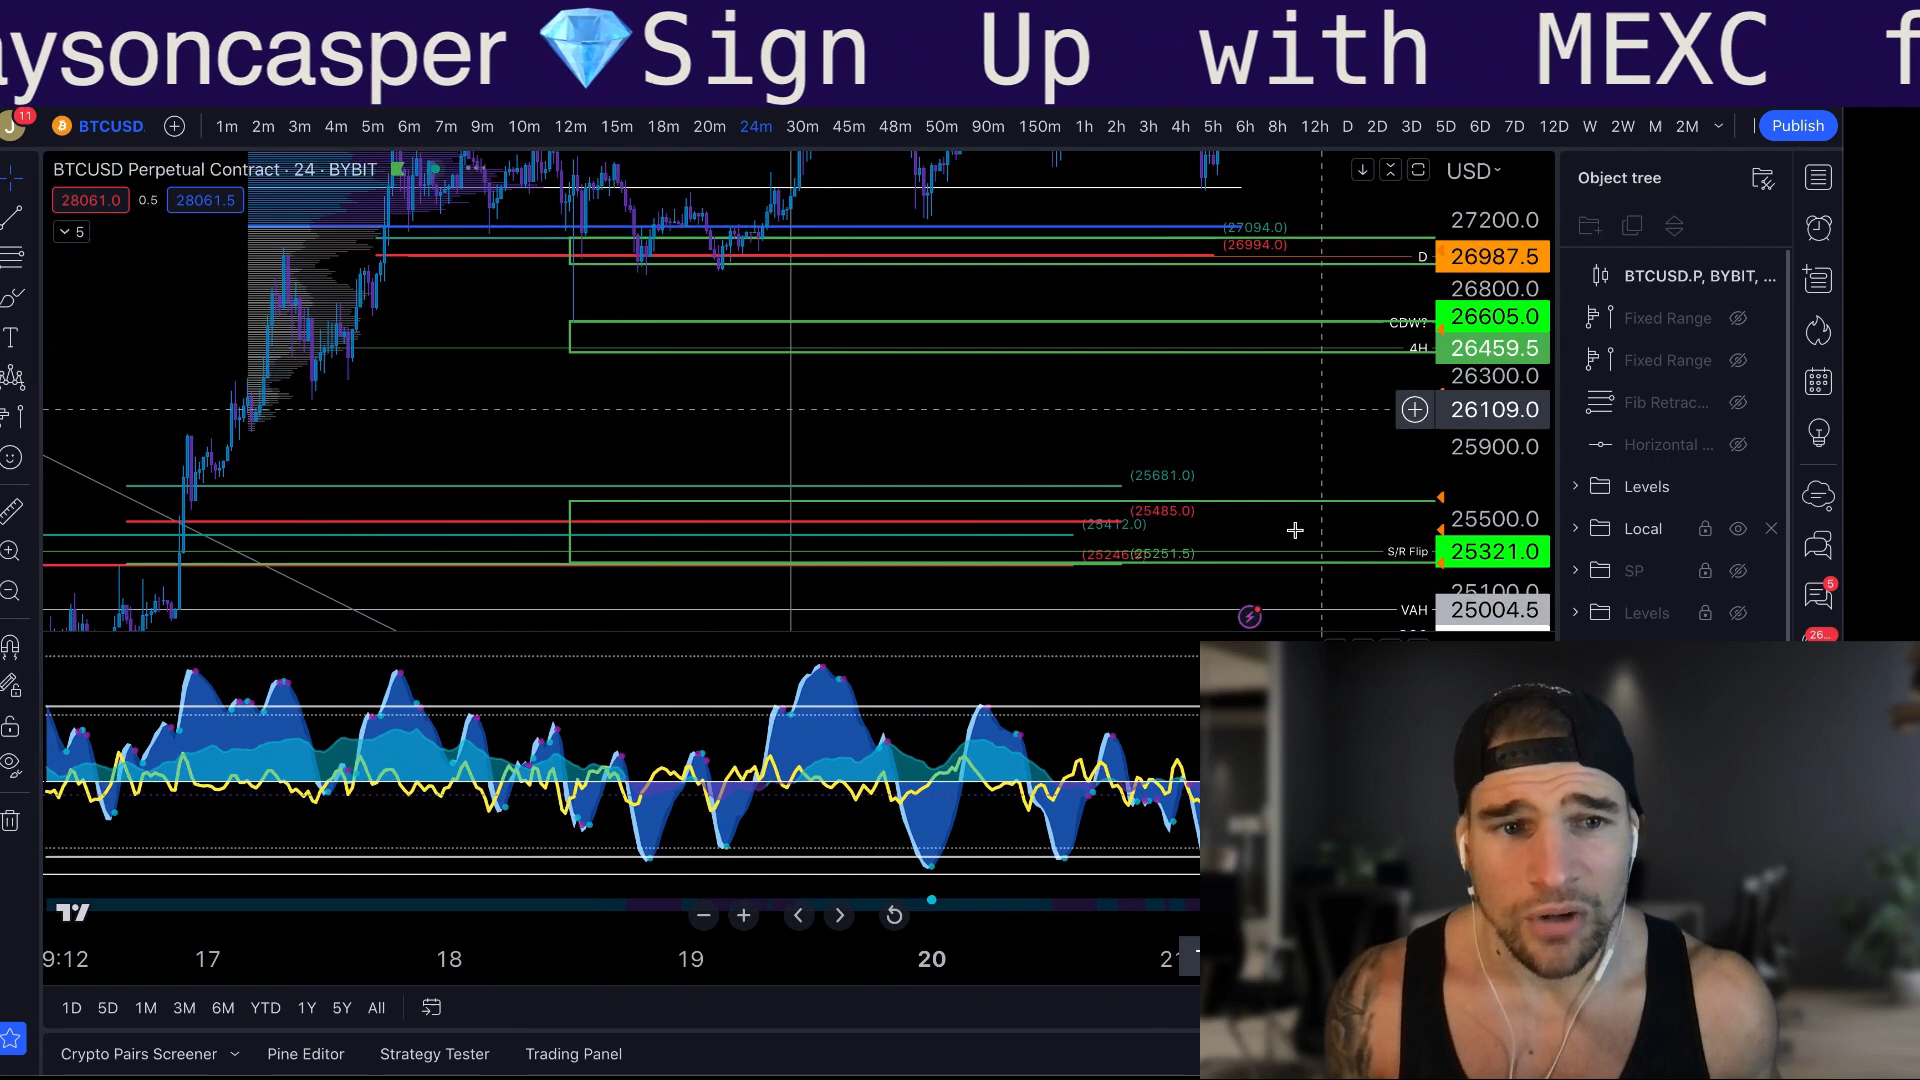 aysoncasper 💎Sign Up with MEXC f
J 11 BTCUSD. 1m 2m 3m 4m 5m 6m 7m 9m 10m 12m 15m 18m 20m 24m 30m 45m 48m 50m 90m 150m 1h 2h 3h 4h 5h 6h 8h 12h D 2D 3D 5D 6D 7D 12D W 2W M 2M Publish
BTCUSD Perpetual Contract · 24 · BYBIT
USD
28061.0 0.5 28061.5
5
27200.0
(27094.0)
(26994.0)
D 26987.5
26800.0
CDW? 26605.0
4H 26459.5
26300.0
26109.0
25900.0
(25681.0)
(25485.0)
25500.0
(25412.0)
(25251.5)
S/R Flip 25321.0
25100.0
VAH 25004.5
Object tree
BTCUSD.P, BYBIT, ...
Fixed Range
Fixed Range
Fib Retrac...
Horizontal ...
Levels
Local
SP
Levels
5
26...
9:12 17 18 19 20
1D 5D 1M 3M 6M YTD 1Y 5Y All
Crypto Pairs Screener Pine Editor Strategy Tester Trading Panel